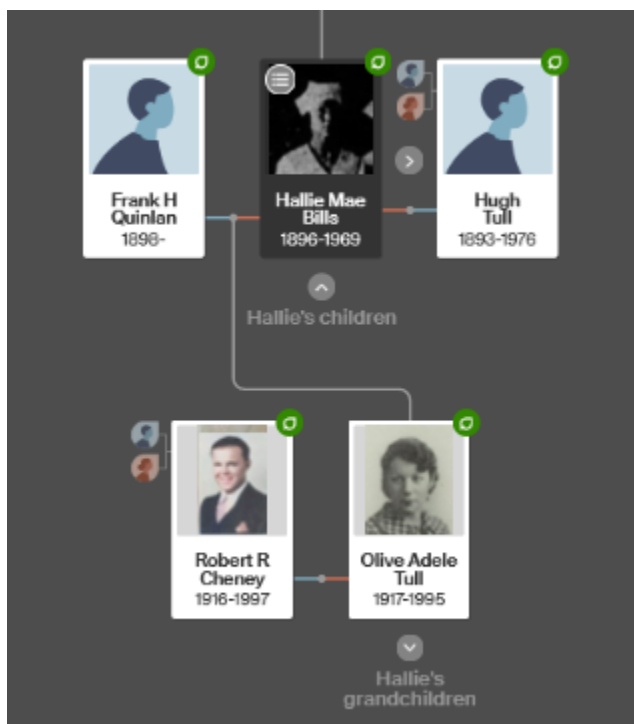 Frank H
Quinlan
1898-
Hallie Mae
Bills
1896-1969
Hugh
Tull
1893-1976
Hallie's children
Robert R
Cheney
1916-1997
Olive Adele
Tull
1917-1995
Hallie's
grandchildren